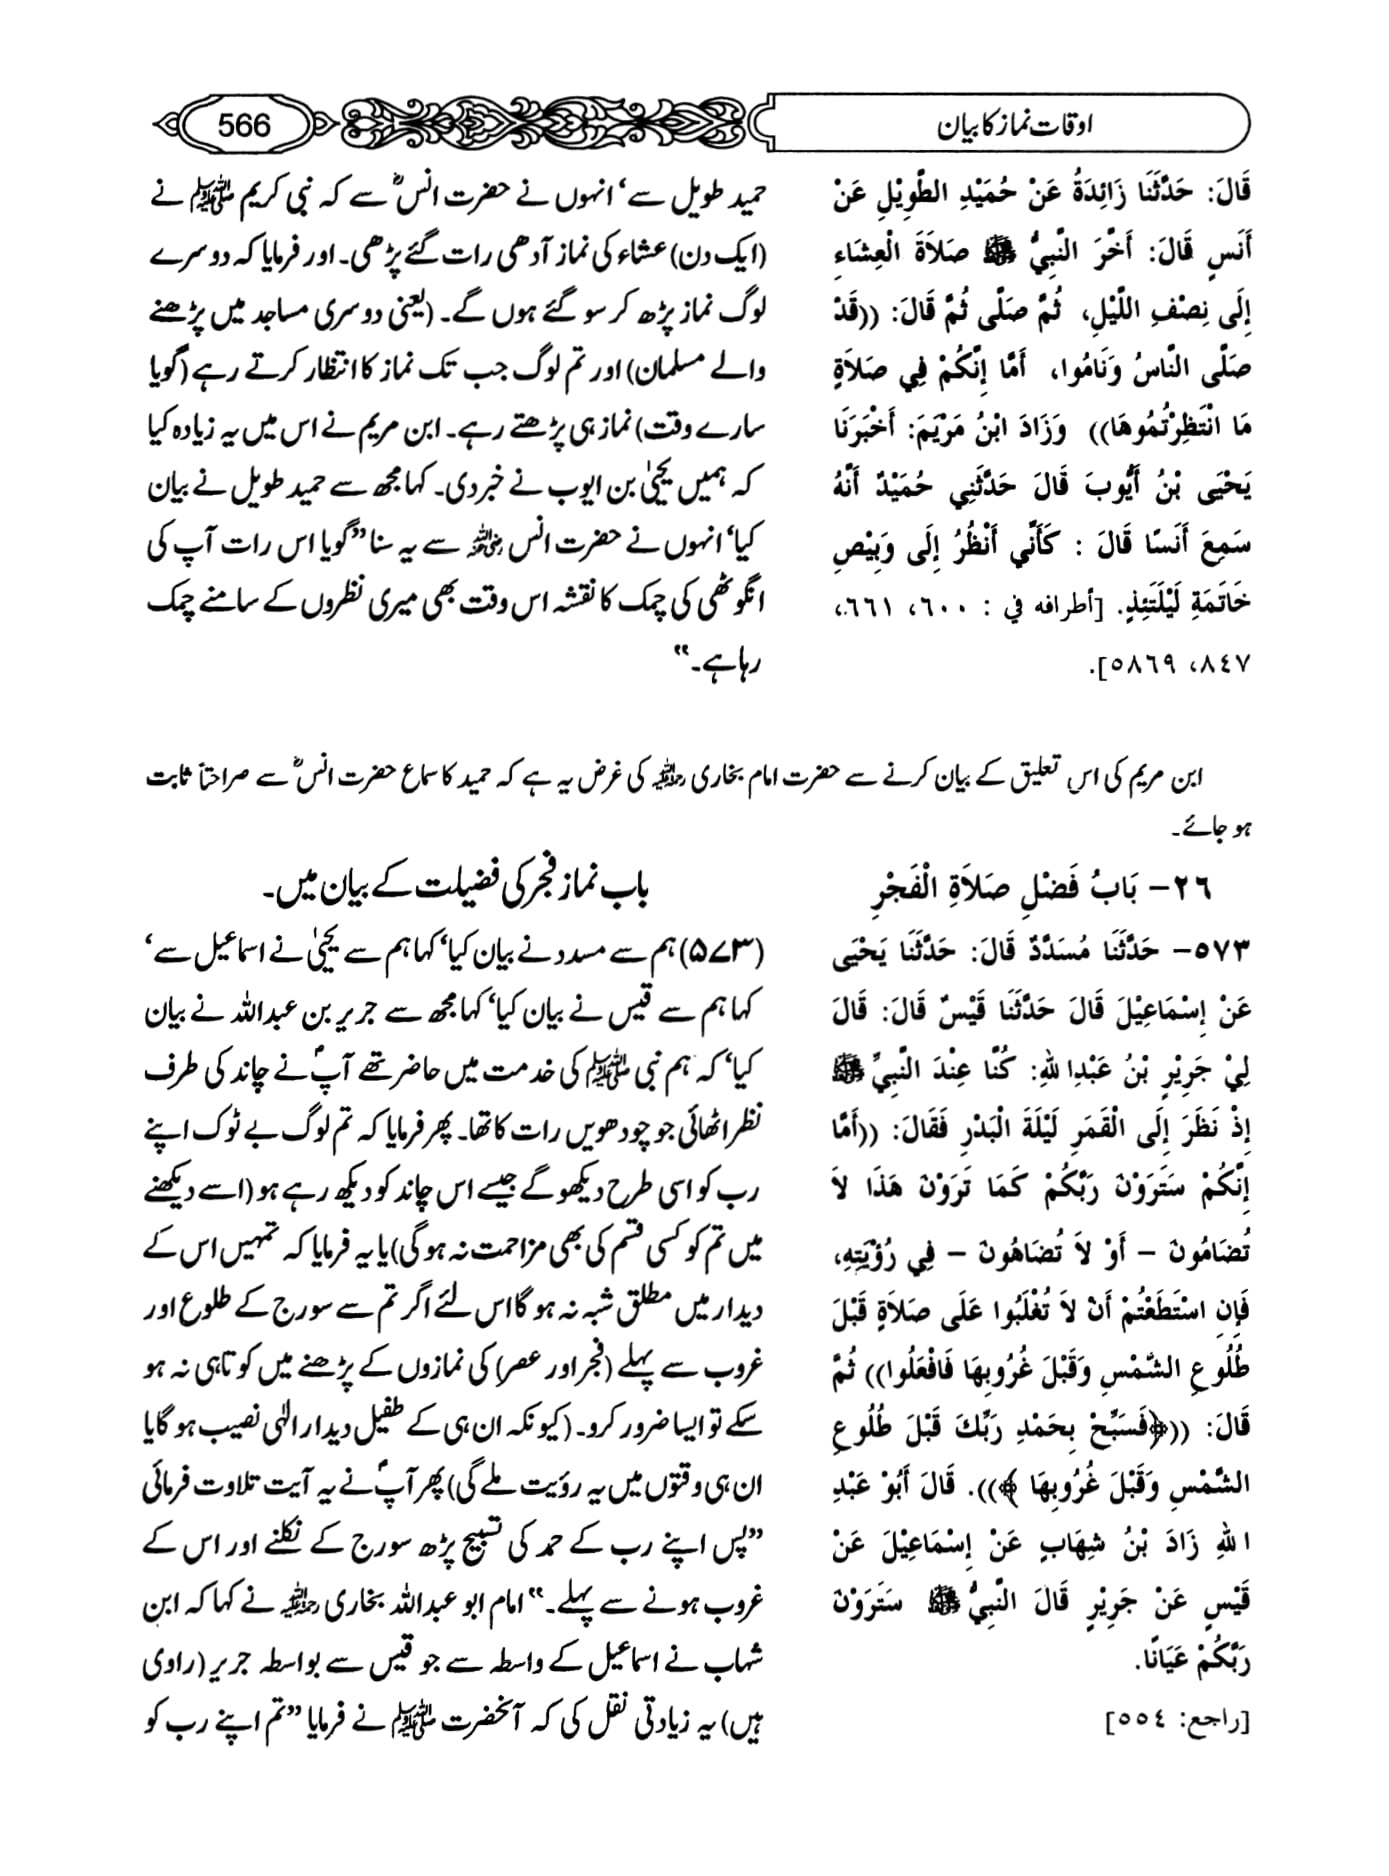 اوقات نماز کا بیان
566
قَالَ: حَدَّثَنَا زَائِدَةُ عَنْ حُمَيْدِ الطَّوِيْلِ عَنْ
أَنَسٍ قَالَ: أَخَّرَ النَّبِيُّ ﷺ صَلاَةَ الْعِشَاءِ
إِلَى نِصْفِ اللَّيْلِ، ثُمَّ صَلَّى ثُمَّ قَالَ: ((قَدْ
صَلَّى النَّاسُ وَنَامُوا، أَمَّا إِنَّكُمْ فِي صَلاَةٍ
مَا انْتَظِرْتُمُوهَا)) وَزَادَ ابْنُ مَرْيَمَ: أَخْبَرَنَا
يَحْيَى بْنُ أَيُّوبَ قَالَ حَدَّثَنِي حُمَيْدٌ أَنَّهُ
سَمِعَ أَنَسًا قَالَ : كَأَنِّي أَنْظُرُ إِلَى وَبِيْصِ
خَاتَمَةِ لَيْلَتَئِذٍ. [أطرافه في : ٦٠٠، ٦٦١،
٨٤٧، ٥٨٦٩].
حمید طویل سے‘ انہوں نے حضرت انسؓ سے کہ نبی کریم ﷺ نے
(ایک دن) عشاء کی نماز آدھی رات گئے پڑھی۔ اور فرمایا کہ دوسرے
لوگ نماز پڑھ کر سو گئے ہوں گے۔ (یعنی دوسری مساجد میں پڑھنے
والے مسلمان) اور تم لوگ جب تک نماز کا انتظار کرتے رہے (گویا
سارے وقت) نماز ہی پڑھتے رہے۔ ابن مریم نے اس میں یہ زیادہ کیا
کہ ہمیں یحییٰ بن ایوب نے خبر دی۔ کہا مجھ سے حمید طویل نے بیان
کیا‘ انہوں نے حضرت انس رضی اللہ عنہ سے یہ سنا ”گویا اس رات آپ کی
انگوٹھی کی چمک کا نقشہ اس وقت بھی میری نظروں کے سامنے چمک
رہا ہے۔“
ابن مریم کی اس تعلیق کے بیان کرنے سے حضرت امام بخاری رحمۃ اللہ علیہ کی غرض یہ ہے کہ حمید کا سماع حضرت انسؓ سے صراحتاً ثابت
ہو جائے۔
٢٦- بَابُ فَضْلِ صَلاَةِ الْفَجْرِ
باب نماز فجر کی فضیلت کے بیان میں۔
٥٧٣- حَدَّثَنَا مُسَدَّدٌ قَالَ: حَدَّثَنَا يَحْيَى
عَنْ إِسْمَاعِيْلَ قَالَ حَدَّثَنَا قَيْسٌ قَالَ: قَالَ
لِيْ جَرِيْرِ بْنُ عَبْدِ اللهِ: كُنَّا عِنْدَ النَّبِيِّ ﷺ
إِذْ نَظَرَ إِلَى الْقَمَرِ لَيْلَةَ الْبَدْرِ فَقَالَ: ((أَمَّا
إِنَّكُمْ سَتَرَوْنَ رَبَّكُمْ كَمَا تَرَوْنَ هَذَا لاَ
تُضَامُونَ – أَوْ لاَ تُضَاهُونَ – فِي رُؤْيَتِهِ،
فَإِنِ اسْتَطَعْتُمْ أَنْ لاَ تُغْلَبُوا عَلَى صَلاَةٍ قَبْلَ
طُلُوعِ الشَّمْسِ وَقَبْلَ غُرُوبِهَا فَافْعَلُوا)) ثُمَّ
قَالَ: ((﴿فَسَبِّحْ بِحَمْدِ رَبِّكَ قَبْلَ طُلُوعِ
الشَّمْسِ وَقَبْلَ غُرُوبِهَا﴾)). قَالَ أَبُوْ عَبْدِ
اللهِ زَادَ بْنُ شِهَابٍ عَنْ إِسْمَاعِيْلَ عَنْ
قَيْسٍ عَنْ جَرِيْرٍ قَالَ النَّبِيُّ ﷺ سَتَرَوْنَ
رَبَّكُمْ عَيَانًا.
[راجع: ٥٥٤]
(۵۷۳) ہم سے مسدد نے بیان کیا‘ کہا ہم سے یحییٰ نے اسماعیل سے‘
کہا ہم سے قیس نے بیان کیا‘ کہا مجھ سے جریر بن عبداللہ نے بیان
کیا‘ کہ ہم نبی ﷺ کی خدمت میں حاضر تھے آپؐ نے چاند کی طرف
نظر اٹھائی جو چودھویں رات کا تھا۔ پھر فرمایا کہ تم لوگ بے ٹوک اپنے
رب کو اسی طرح دیکھو گے جیسے اس چاند کو دیکھ رہے ہو (اسے دیکھنے
میں تم کو کسی قسم کی بھی مزاحمت نہ ہوگی) یا یہ فرمایا کہ تمہیں اس کے
دیدار میں مطلق شبہ نہ ہوگا اس لئے اگر تم سے سورج کے طلوع اور
غروب سے پہلے (فجر اور عصر) کی نمازوں کے پڑھنے میں کوتاہی نہ ہو
سکے تو ایسا ضرور کرو۔ (کیونکہ ان ہی کے طفیل دیدار الٰہی نصیب ہوگا یا
ان ہی وقتوں میں یہ رؤیت ملے گی) پھر آپؐ نے یہ آیت تلاوت فرمائی
”پس اپنے رب کے حمد کی تسبیح پڑھ سورج کے نکلنے اور اس کے
غروب ہونے سے پہلے۔“ امام ابو عبداللہ بخاری رحمۃ اللہ علیہ نے کہا کہ ابن
شہاب نے اسماعیل کے واسطہ سے جو قیس سے بواسطہ جریر (راوی
ہیں) یہ زیادتی نقل کی کہ آنحضرت ﷺ نے فرمایا ”تم اپنے رب کو